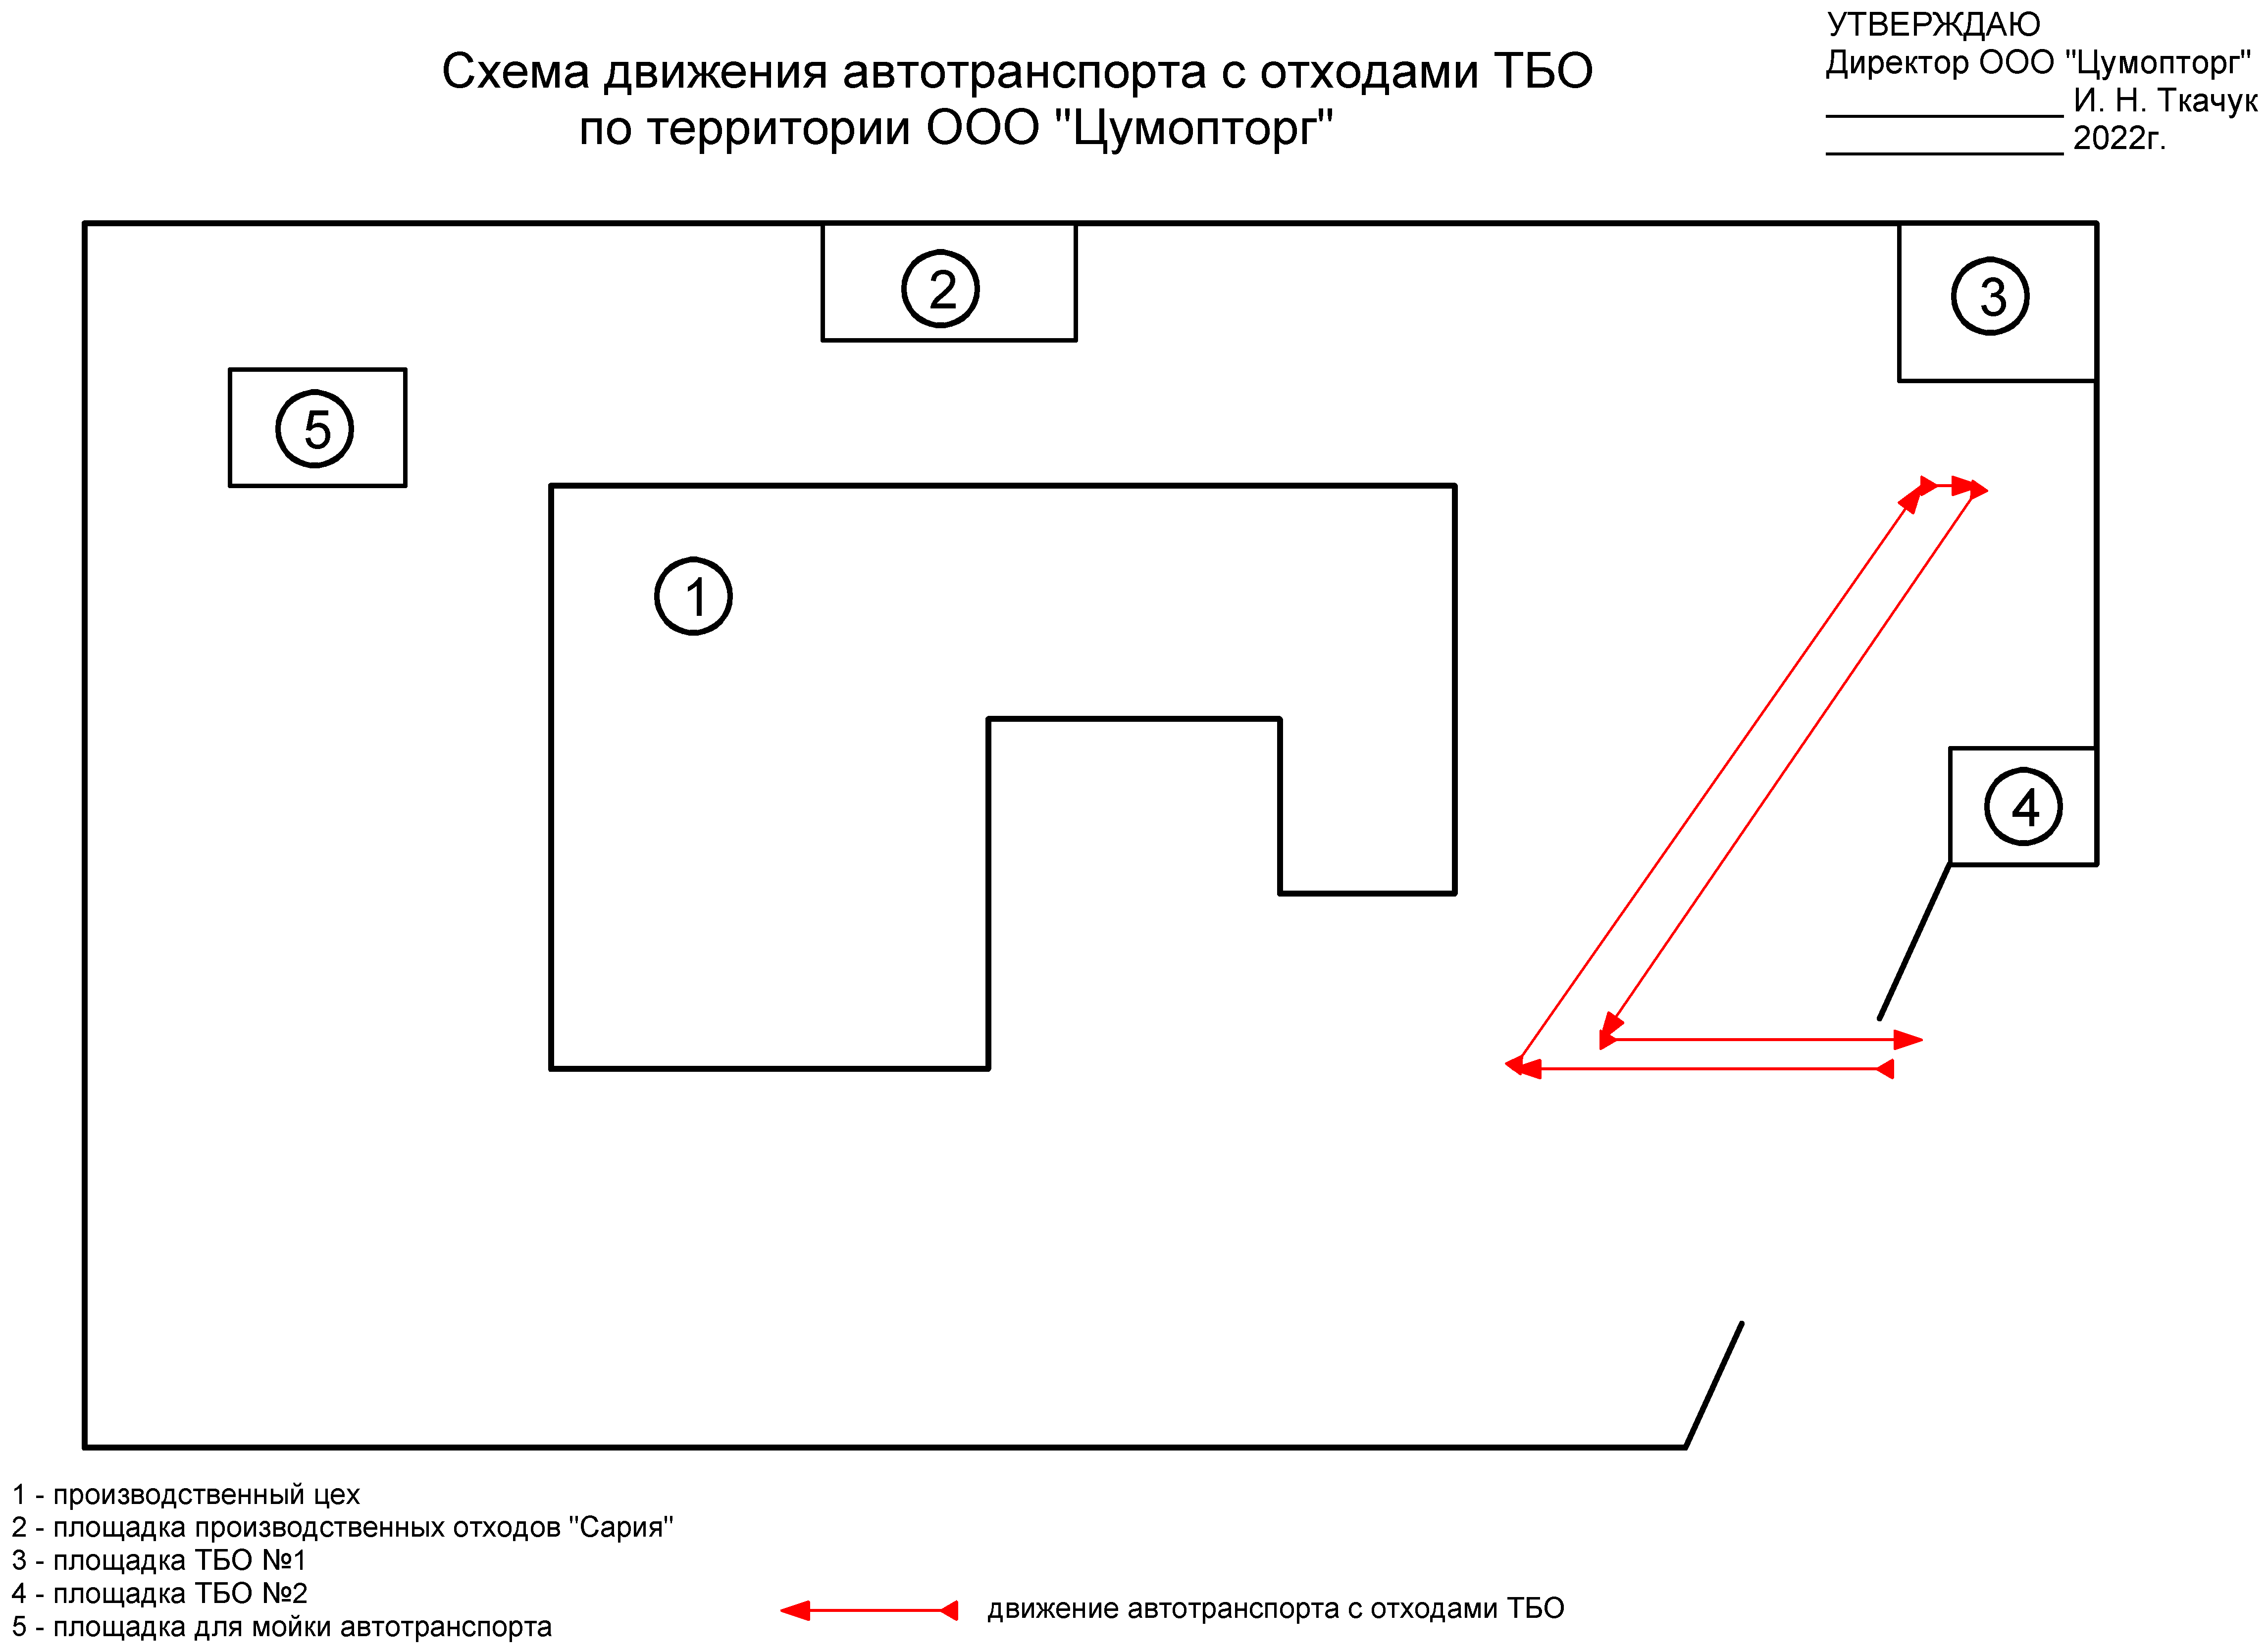 УТВЕРЖДАЮ
Директор ООО "Цумопторг"
И. Н. Ткачук
2022г.
Схема движения автотранспорта с отходами ТБО
по территории ООО "Цумопторг"
2
3
5
1
4
1 - производственный цех
2 - площадка производственных отходов "Сария"
3 - площадка ТБО №1
4 - площадка ТБО №2
5 - площадка для мойки автотранспорта
движение автотранспорта с отходами ТБО